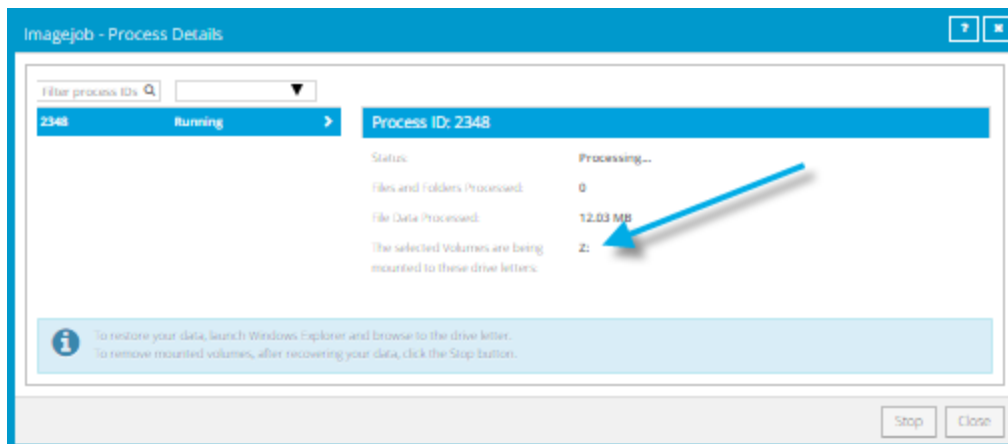 Imagejob - Process Details
? x
Filter process IDs
2348 Running
Process ID: 2348
Status: Processing...
Files and Folders Processed: 0
File Data Processed: 12.03 MB
The selected Volumes are being Z:
mounted to these drive letters:
To restore your data, launch Windows Explorer and browse to the drive letter.
To remove mounted volumes, after recovering your data, click the Stop button.
Stop Close